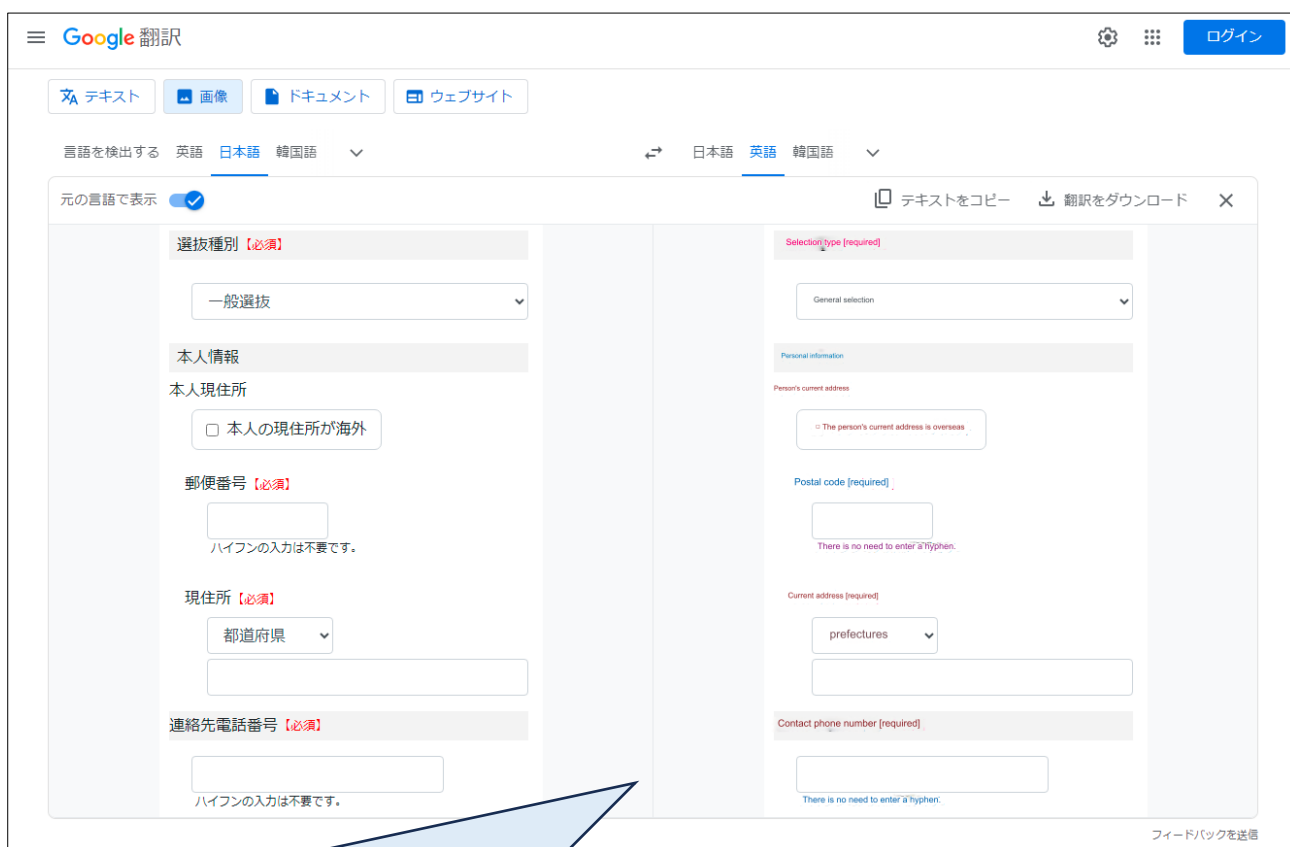 Google 翻訳
ログイン
テキスト 画像 ドキュメント ウェブサイト
言語を検出する 英語 日本語 韓国語 日本語 英語 韓国語
元の言語で表示 テキストをコピー 翻訳をダウンロード
選抜種別【必須】
一般選抜
本人情報
本人現住所
本人の現住所が海外
郵便番号【必須】
ハイフンの入力は不要です。
現住所【必須】
都道府県
連絡先電話番号【必須】
ハイフンの入力は不要です。
Selection type [required]
General selection
Personal information
Person's current address
The person's current address is overseas
Postal code [required]
There is no need to enter a hyphen.
Current address [required]
prefectures
Contact phone number [required]
There is no need to enter a hyphen.
フィードバックを送信